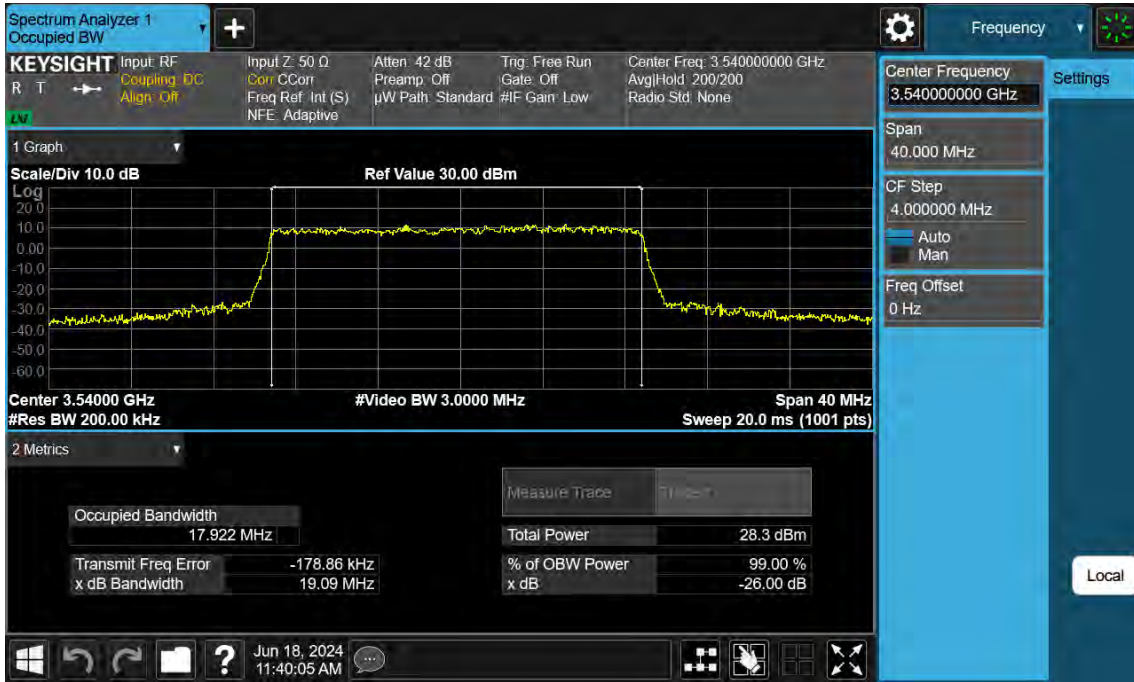 Spectrum Analyzer 1
Occupied BW
Frequency
KEYSIGHT
R T
LNI
Input: RF
Coupling: DC
Align: Off
Input Z: 50 Ω
Corr CCorr
Freq Ref: Int (S)
NFE: Adaptive
Atten: 42 dB
Preamp: Off
µW Path: Standard
Trig: Free Run
Gate: Off
#IF Gain: Low
Center Freq: 3.540000000 GHz
Avg|Hold: 200/200
Radio Std: None
Center Frequency
3.540000000 GHz
Settings
Span
40.000 MHz
CF Step
4.000000 MHz
Auto
Man
Freq Offset
0 Hz
Local
1 Graph
Scale/Div 10.0 dB
Ref Value 30.00 dBm
Log
20.0
10.0
0.00
-10.0
-20.0
-30.0
-40.0
-50.0
-60.0
Center 3.54000 GHz
#Video BW 3.0000 MHz
Span 40 MHz
#Res BW 200.00 kHz
Sweep 20.0 ms (1001 pts)
2 Metrics
Measure Trace
Occupied Bandwidth
17.922 MHz
Total Power 28.3 dBm
Transmit Freq Error -178.86 kHz
% of OBW Power 99.00 %
x dB Bandwidth 19.09 MHz
x dB -26.00 dB
?
Jun 18, 2024
11:40:05 AM